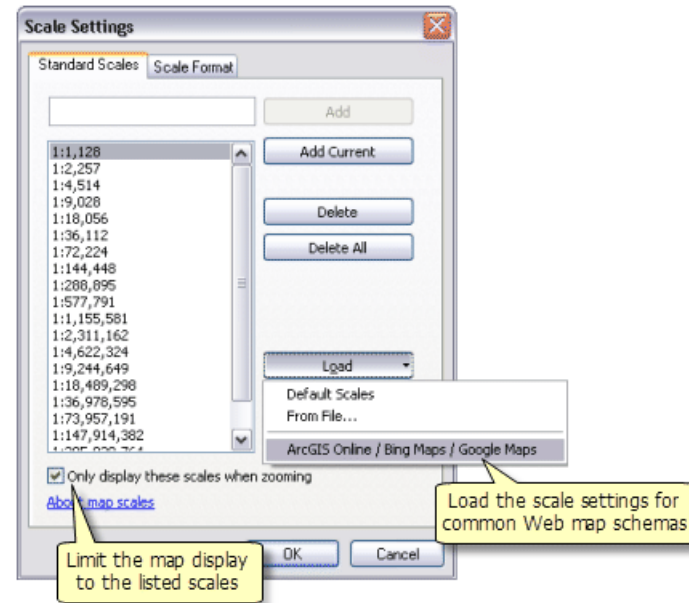 Scale Settings
Standard Scales
Scale Format
Add
1:1,128
Add Current
1:2,257
1:4,514
1:9,028
1:18,056
Delete
1:36,112
1:72,224
Delete All
1:144,448
1:288,895
1:577,791
1:1,155,581
1:2,311,162
1:4,622,324
1:9,244,649
Load
1:18,489,298
1:36,978,595
1:73,957,191
1:147,914,382
Default Scales
From File...
ArcGIS Online / Bing Maps / Google Maps
Only display these scales when zooming
About map scales
Load the scale settings for
common Web map schemas
Limit the map display
to the listed scales
OK
Cancel